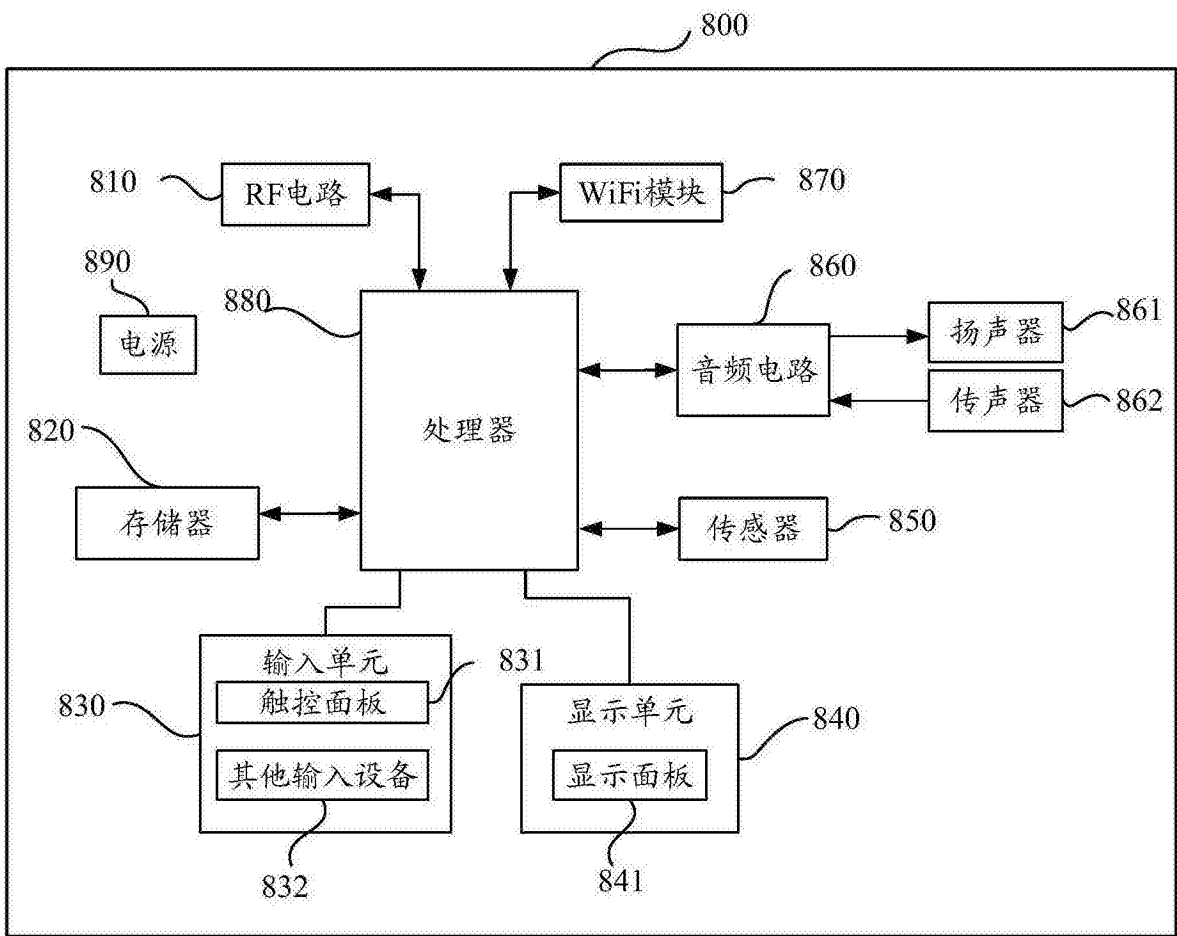 800
810
RF电路
WiFi模块
870
890
电源
880
860
861
扬声器
音频电路
传声器
862
处理器
820
存储器
传感器
850
输入单元
831
830
触控面板
显示单元
840
其他输入设备
显示面板
832
841